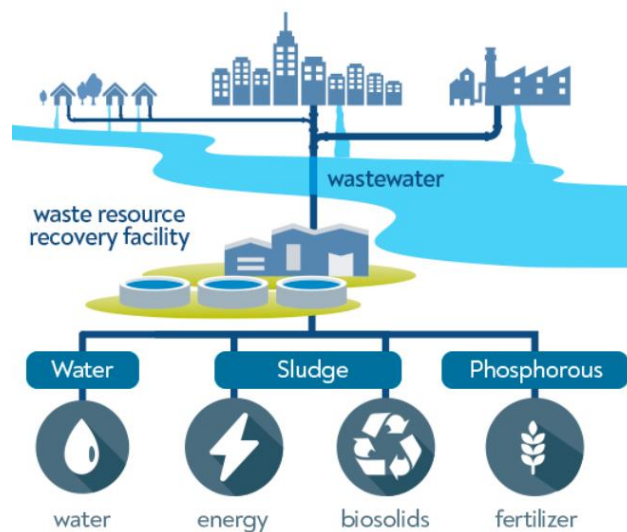 wastewater
waste resource
recovery facility
Water
Sludge
Phosphorous
water
energy
biosolids
fertilizer